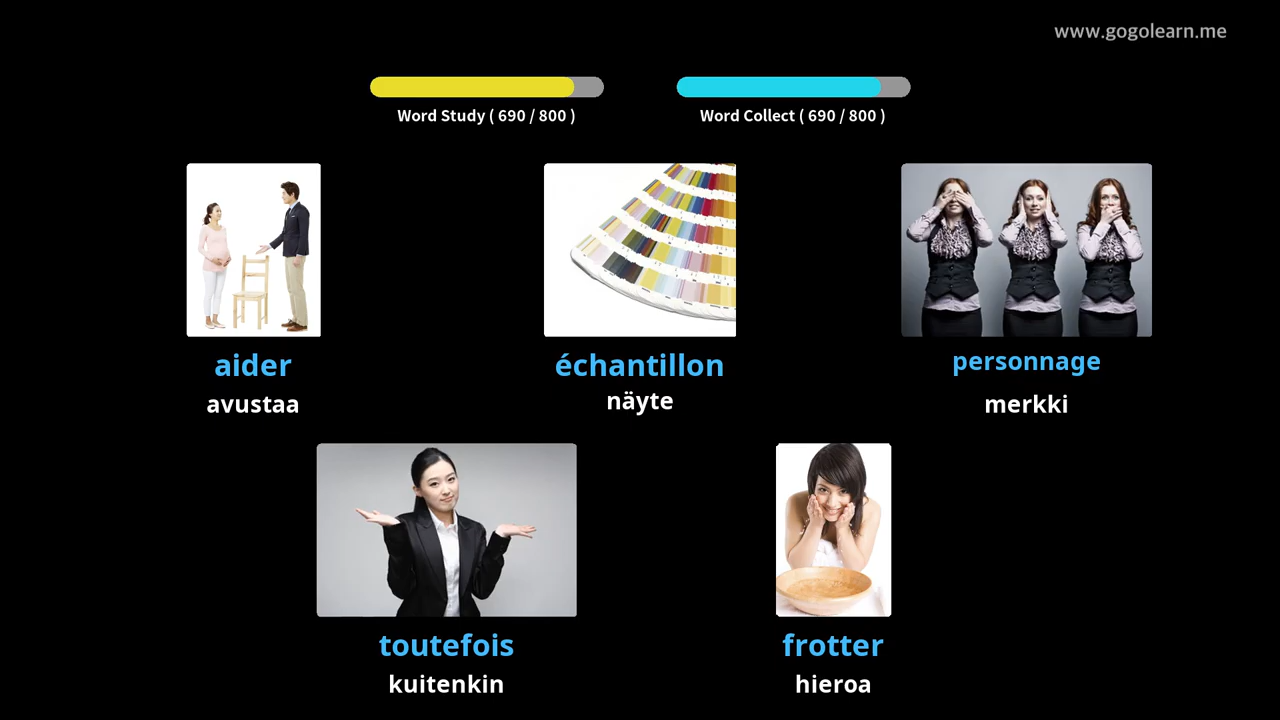 www.gogolearn.me
Word Study ( 690 / 800 )
Word Collect ( 690 / 800 )
aider
avustaa
échantillon
näyte
personnage
merkki
toutefois
kuitenkin
frotter
hieroa